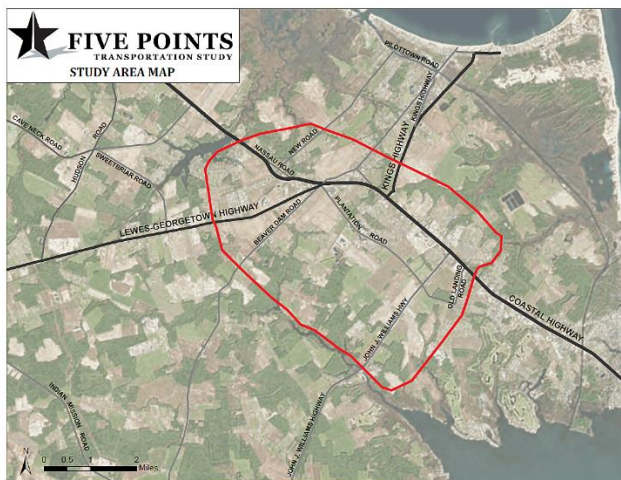 FIVE POINTS
TRANSPORTATION STUDY
STUDY AREA MAP
PILOTTOWN ROAD
KINGS HIGHWAY
KINGS HIGHWAY
CAVE NECK ROAD
HUDSON ROAD
SWEETBRIAR ROAD
NEW ROAD
NASSAU ROAD
LEWES-GEORGETOWN HIGHWAY
BEAVER DAM ROAD
PLANTATION ROAD
OLD LANDING
ROAD
COASTAL HIGHWAY
JOHN J. WILLIAMS HWY
JOHN J. WILLIAMS HIGHWAY
INDIAN MISSION ROAD
N
0 0.5 1 2
Miles